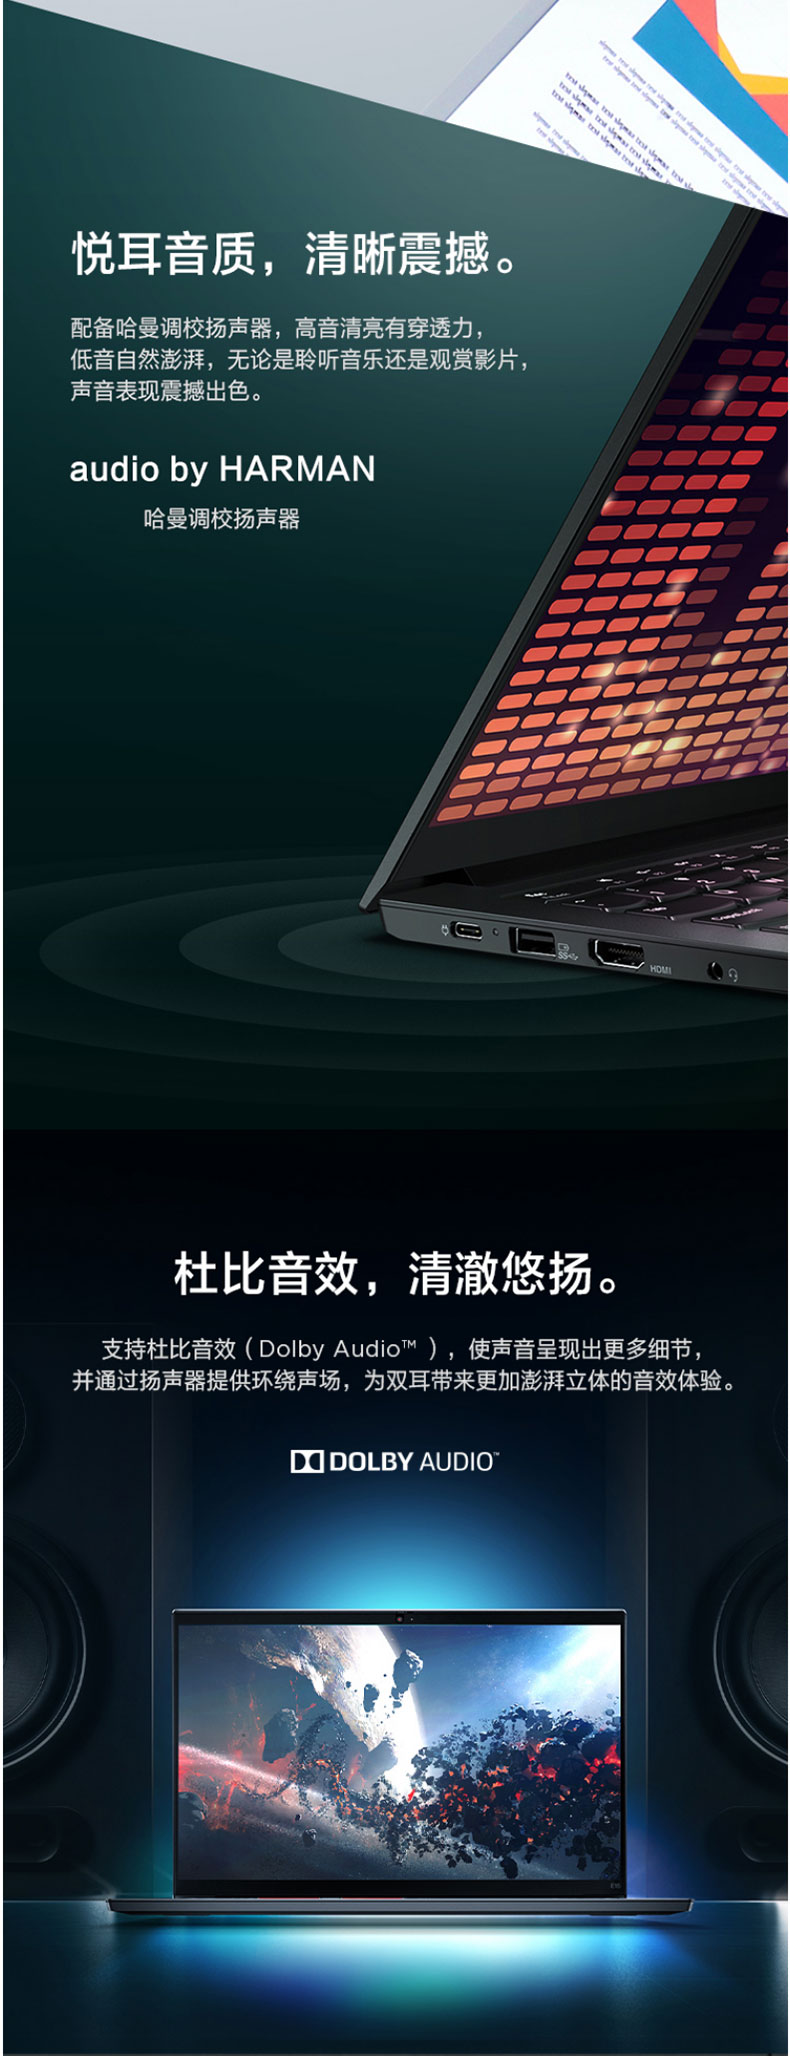 悦耳音质，清晰震撼。
配备哈曼调校扬声器，高音清亮有穿透力，
低音自然澎湃，无论是聆听音乐还是观赏影片，
声音表现震撼出色。
audio by HARMAN
哈曼调校扬声器
CapsLock
SS
HDMI
杜比音效，清澈悠扬。
支持杜比音效（Dolby Audio™ ），使声音呈现出更多细节，
并通过扬声器提供环绕声场，为双耳带来更加澎湃立体的音效体验。
DOLBY AUDIO™
E15